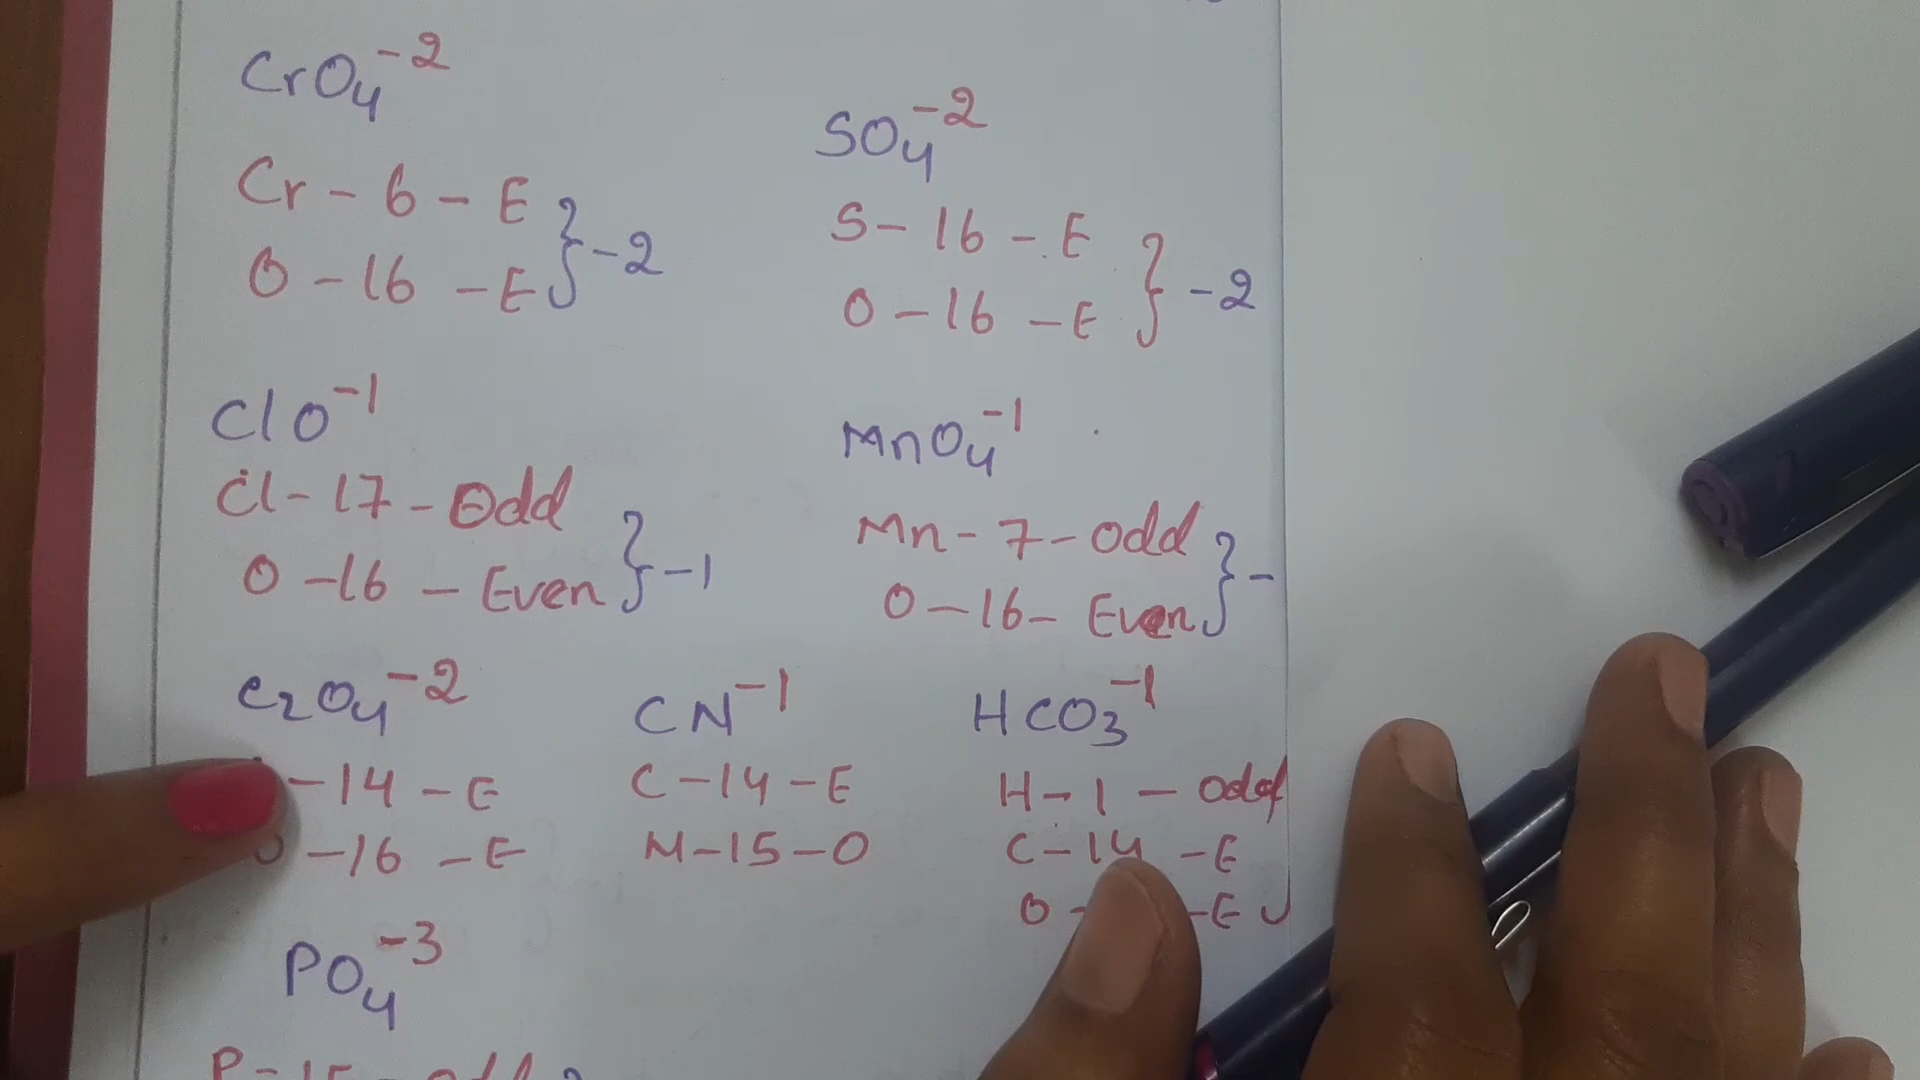 CrO4-2
Cr - 6 - E
O - 16 - E } -2
SO4-2
S - 16 - E
O - 16 - E } -2
ClO-1
Cl - 17 - Odd
O - 16 - Even } -1
MnO4-1
Mn - 7 - odd
O - 16 - Even } -
C2O4-2
- 14 - E
O - 16 - E
CN-1
C - 14 - E
N - 15 - O
HCO3-1
H - 1 - odd
C - 14 - E
O - - E
PO4-3
P - 15 - Odd